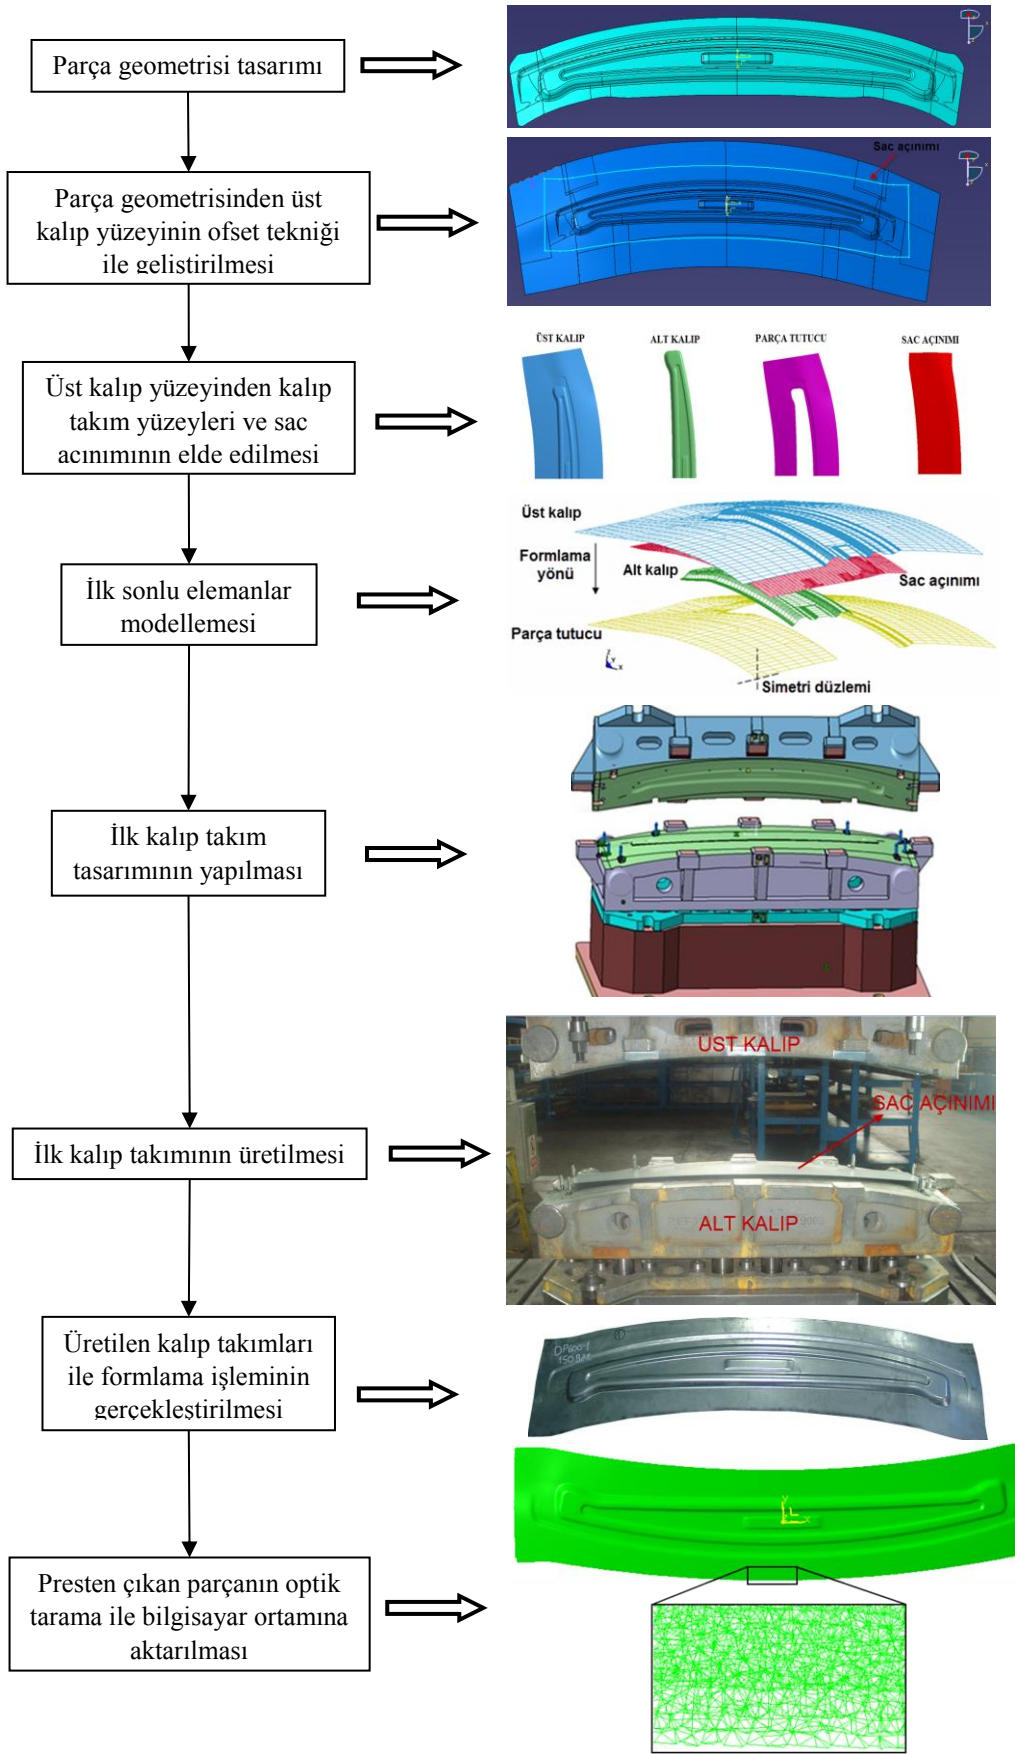 Parça geometrisi tasarımı
Sac açınımı
Parça geometrisinden üst
kalıp yüzeyinin ofset tekniği
ile geliştirilmesi
ÜST KALIP
ALT KALIP
PARÇA TUTUCU
SAC AÇINIMI
Üst kalıp yüzeyinden kalıp
takım yüzeyleri ve sac
açınımının elde edilmesi
Üst kalıp
Formlama
yönü
Alt kalıp
Sac açınımı
Parça tutucu
Simetri düzlemi
İlk sonlu elemanlar
modellemesi
İlk kalıp takım
tasarımının yapılması
ÜST KALIP
SAC AÇINIMI
ALT KALIP
İlk kalıp takımının üretilmesi
Üretilen kalıp takımları
ile formlama işleminin
gerçekleştirilmesi
DP600-1
Presten çıkan parçanın optik
tarama ile bilgisayar ortamına
aktarılması